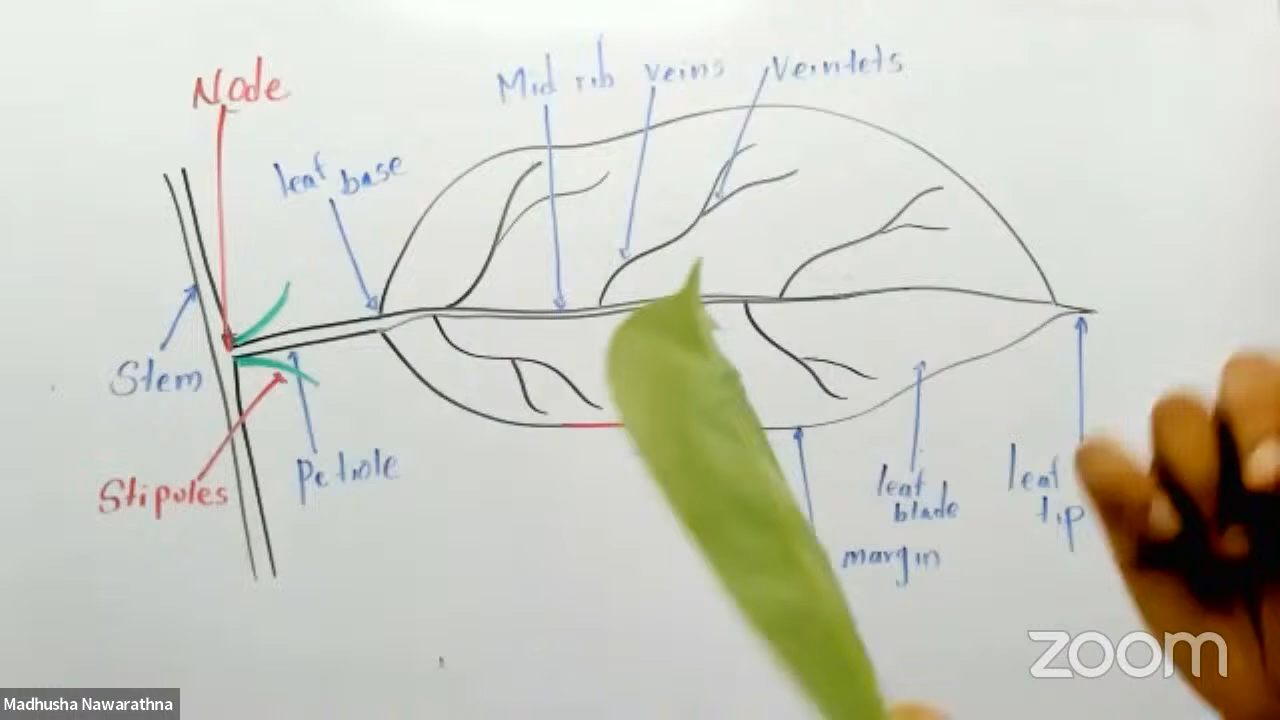 Node
Mid rib
veins
Veinlets
leaf base
Stem
Stipules
Petiole
leaf
blade
leaf
tip
margin
zoom
Madhusha Nawarathna